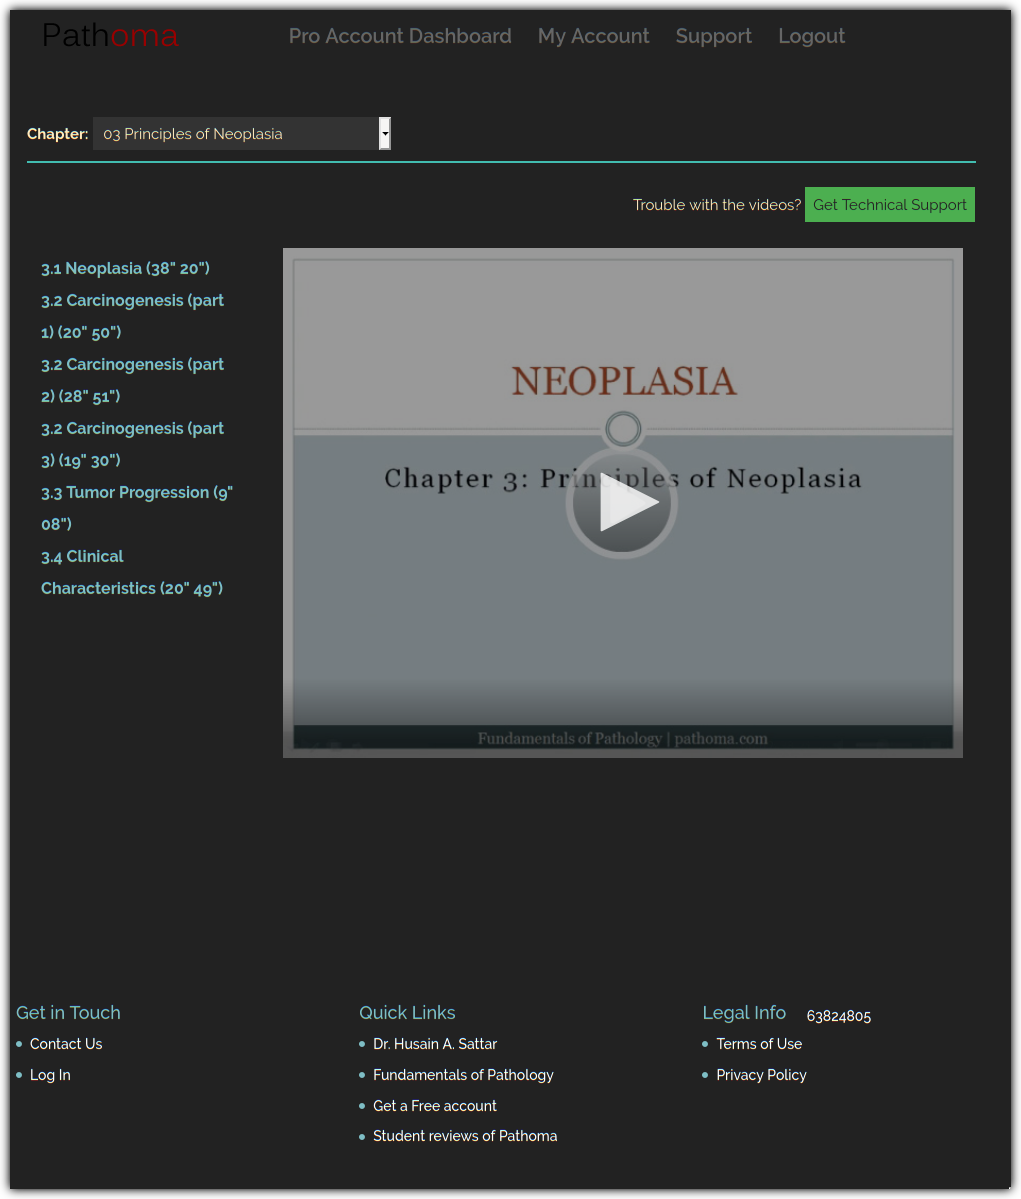 Pathoma
Pro Account Dashboard My Account Support Logout
Chapter: 03 Principles of Neoplasia
Trouble with the videos? Get Technical Support
3.1 Neoplasia (38" 20")
3.2 Carcinogenesis (part
1) (20" 50")
3.2 Carcinogenesis (part
2) (28" 51")
3.2 Carcinogenesis (part
3) (19" 30")
3.3 Tumor Progression (9"
08")
3.4 Clinical
Characteristics (20" 49")
NEOPLASIA
Chapter 3: Principles of Neoplasia
Fundamentals of Pathology | pathoma.com
Get in Touch
Contact Us
Log In
Quick Links
Dr. Husain A. Sattar
Fundamentals of Pathology
Get a Free account
Student reviews of Pathoma
Legal Info 63824805
Terms of Use
Privacy Policy